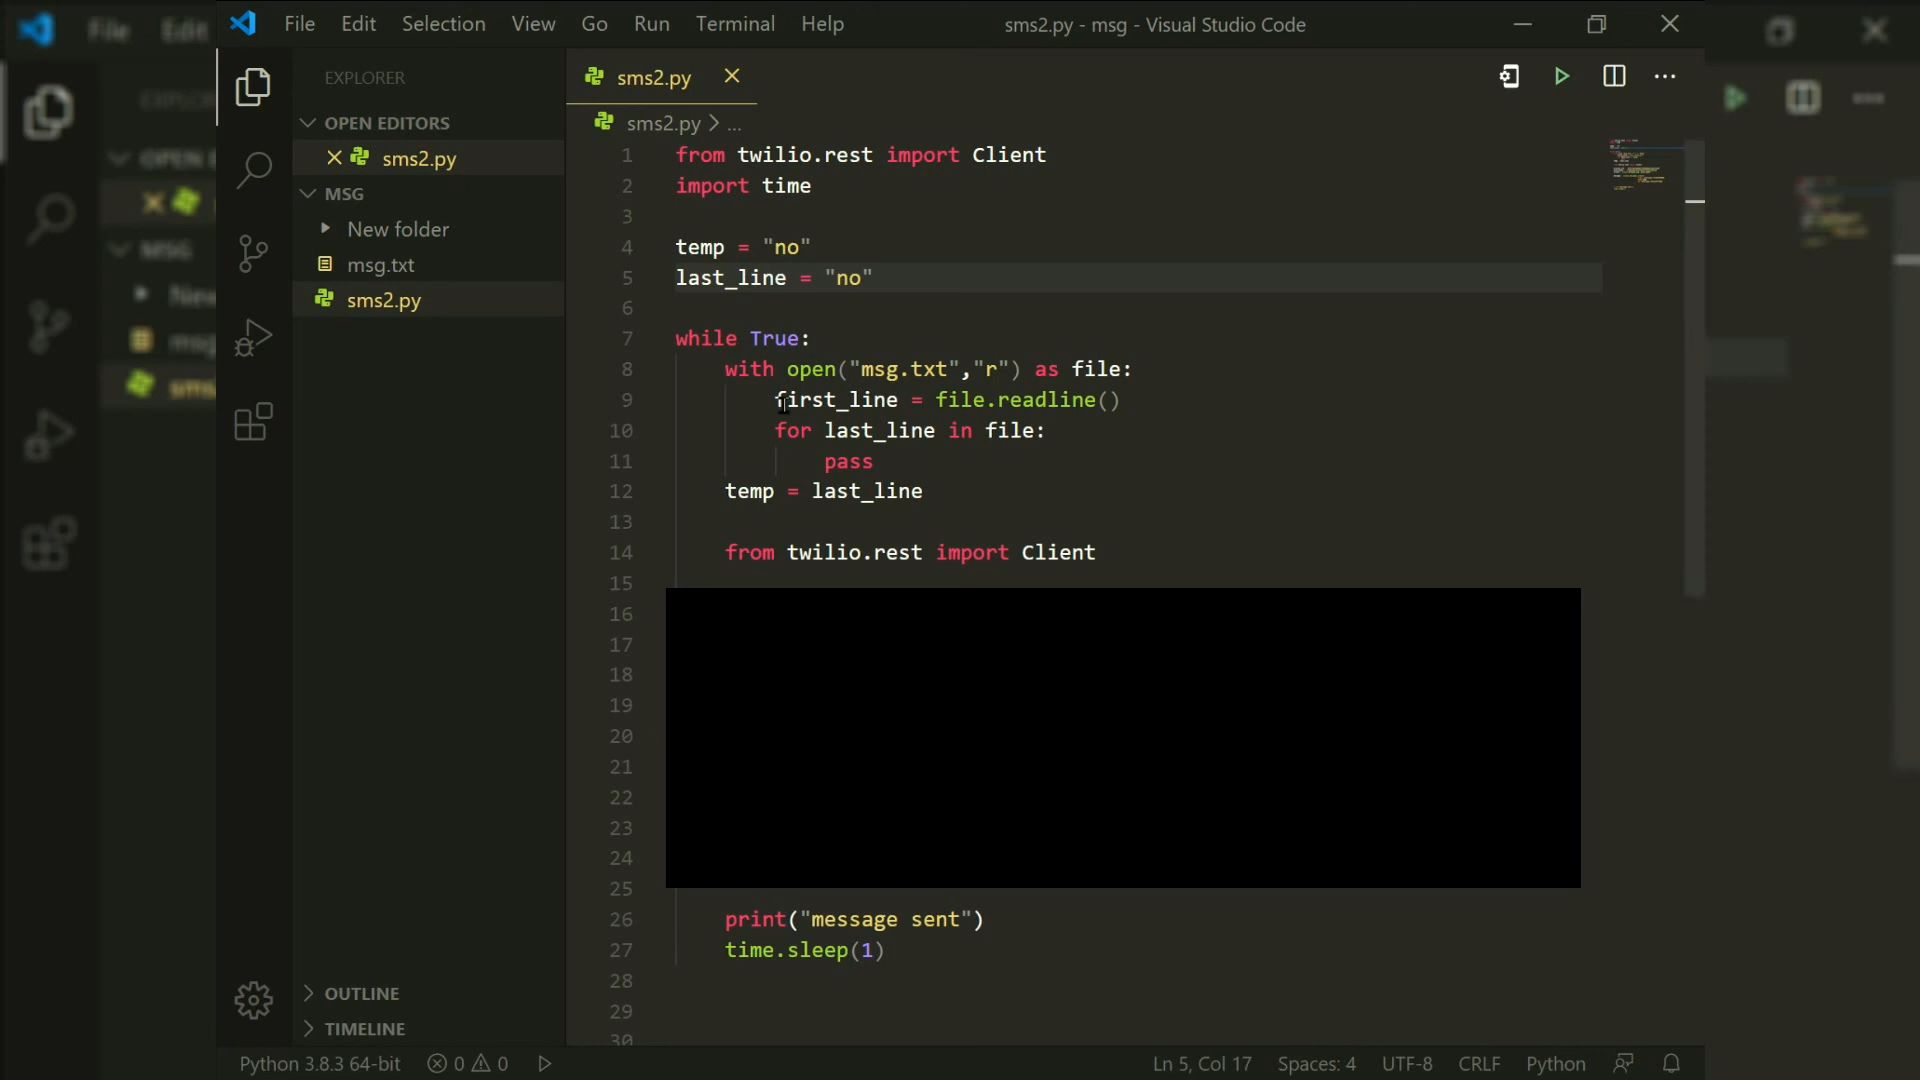 File Edit Selection View Go Run Terminal Help
sms2.py - msg - Visual Studio Code
File Edit
EXPLORER
OPEN EDITORS
sms2.py
MSG
New folder
msg.txt
sms2.py
OUTLINE
TIMELINE
sms2.py
sms2.py > ...
1 from twilio.rest import Client
2 import time
3
4 temp = "no"
5 last_line = "no"
6
7 while True:
8 with open("msg.txt","r") as file:
9 first_line = file.readline()
10 for last_line in file:
11 pass
12 temp = last_line
13
14 from twilio.rest import Client
15
16
17
18
19
20
21
22
23
24
25
26 print("message sent")
27 time.sleep(1)
28
29
30
Python 3.8.3 64-bit 0 0
Ln 5, Col 17 Spaces: 4 UTF-8 CRLF Python